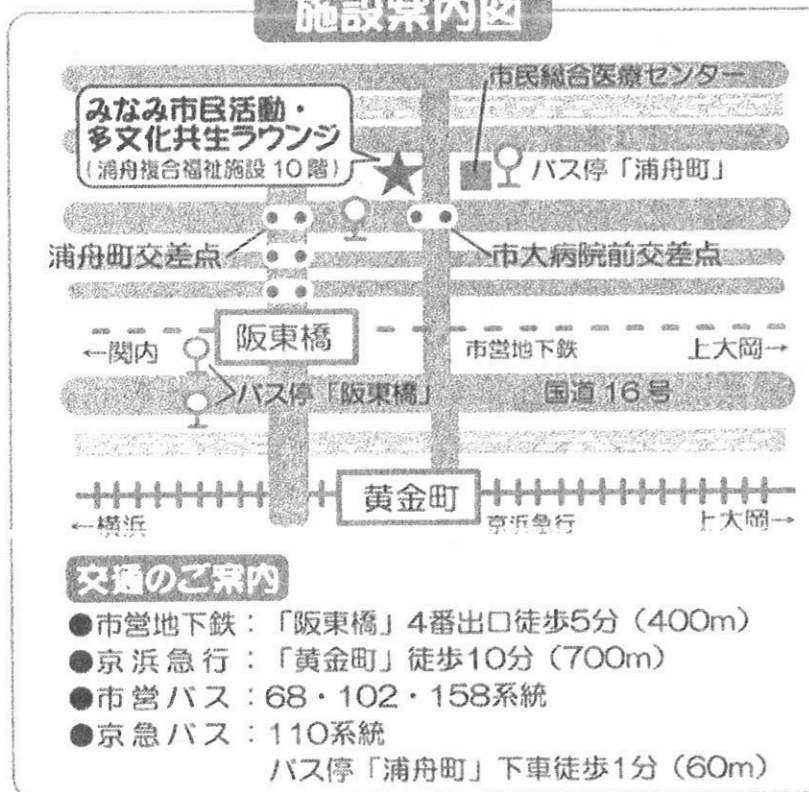 施設案内図
市民総合医療センター
みなみ市民活動・
多文化共生ラウンジ
(浦舟複合福祉施設10階)
バス停「浦舟町」
浦舟町交差点
市大病院前交差点
阪東橋
←関内
市営地下鉄
上大岡→
バス停「阪東橋」
国道16号
黄金町
←横浜
京浜急行
上大岡→
交通のご案内
●市営地下鉄:「阪東橋」4番出口徒歩5分(400m)
●京浜急行:「黄金町」徒歩10分(700m)
●市営バス:68・102・158系統
●京急バス:110系統
バス停「浦舟町」下車徒歩1分(60m)